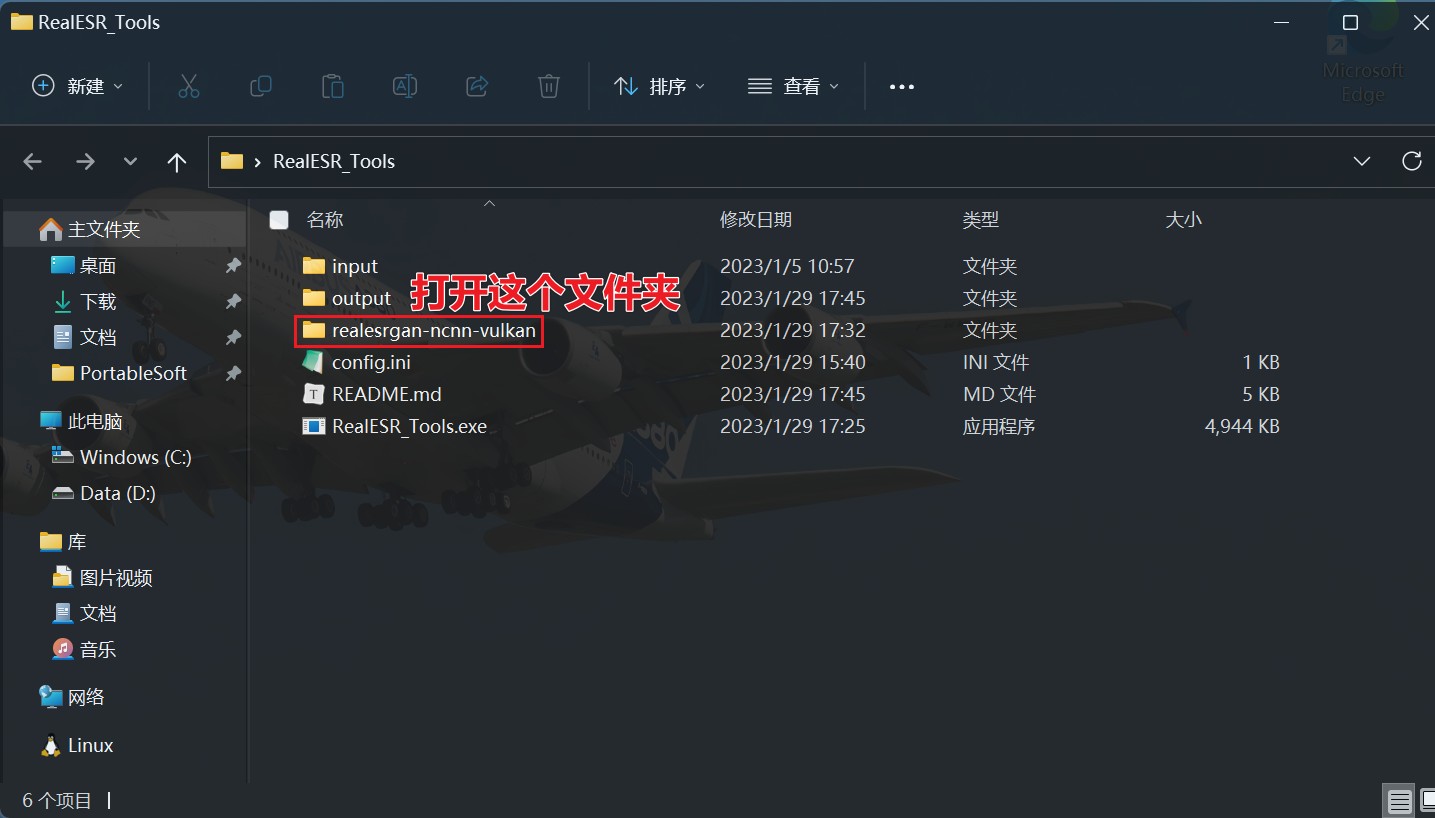 RealESR_Tools
Microsoft
Edge
新建
排序
查看
RealESR_Tools
名称 修改日期 类型 大小
主文件夹
桌面
下载
文档
PortableSoft
此电脑
Windows (C:)
Data (D:)
库
图片视频
文档
音乐
网络
Linux
input 2023/1/5 10:57 文件夹
打开这个文件夹
output 2023/1/29 17:45 文件夹
realesrgan-ncnn-vulkan 2023/1/29 17:32 文件夹
config.ini 2023/1/29 15:40 INI 文件 1 KB
README.md 2023/1/29 17:45 MD 文件 5 KB
RealESR_Tools.exe 2023/1/29 17:25 应用程序 4,944 KB
6 个项目